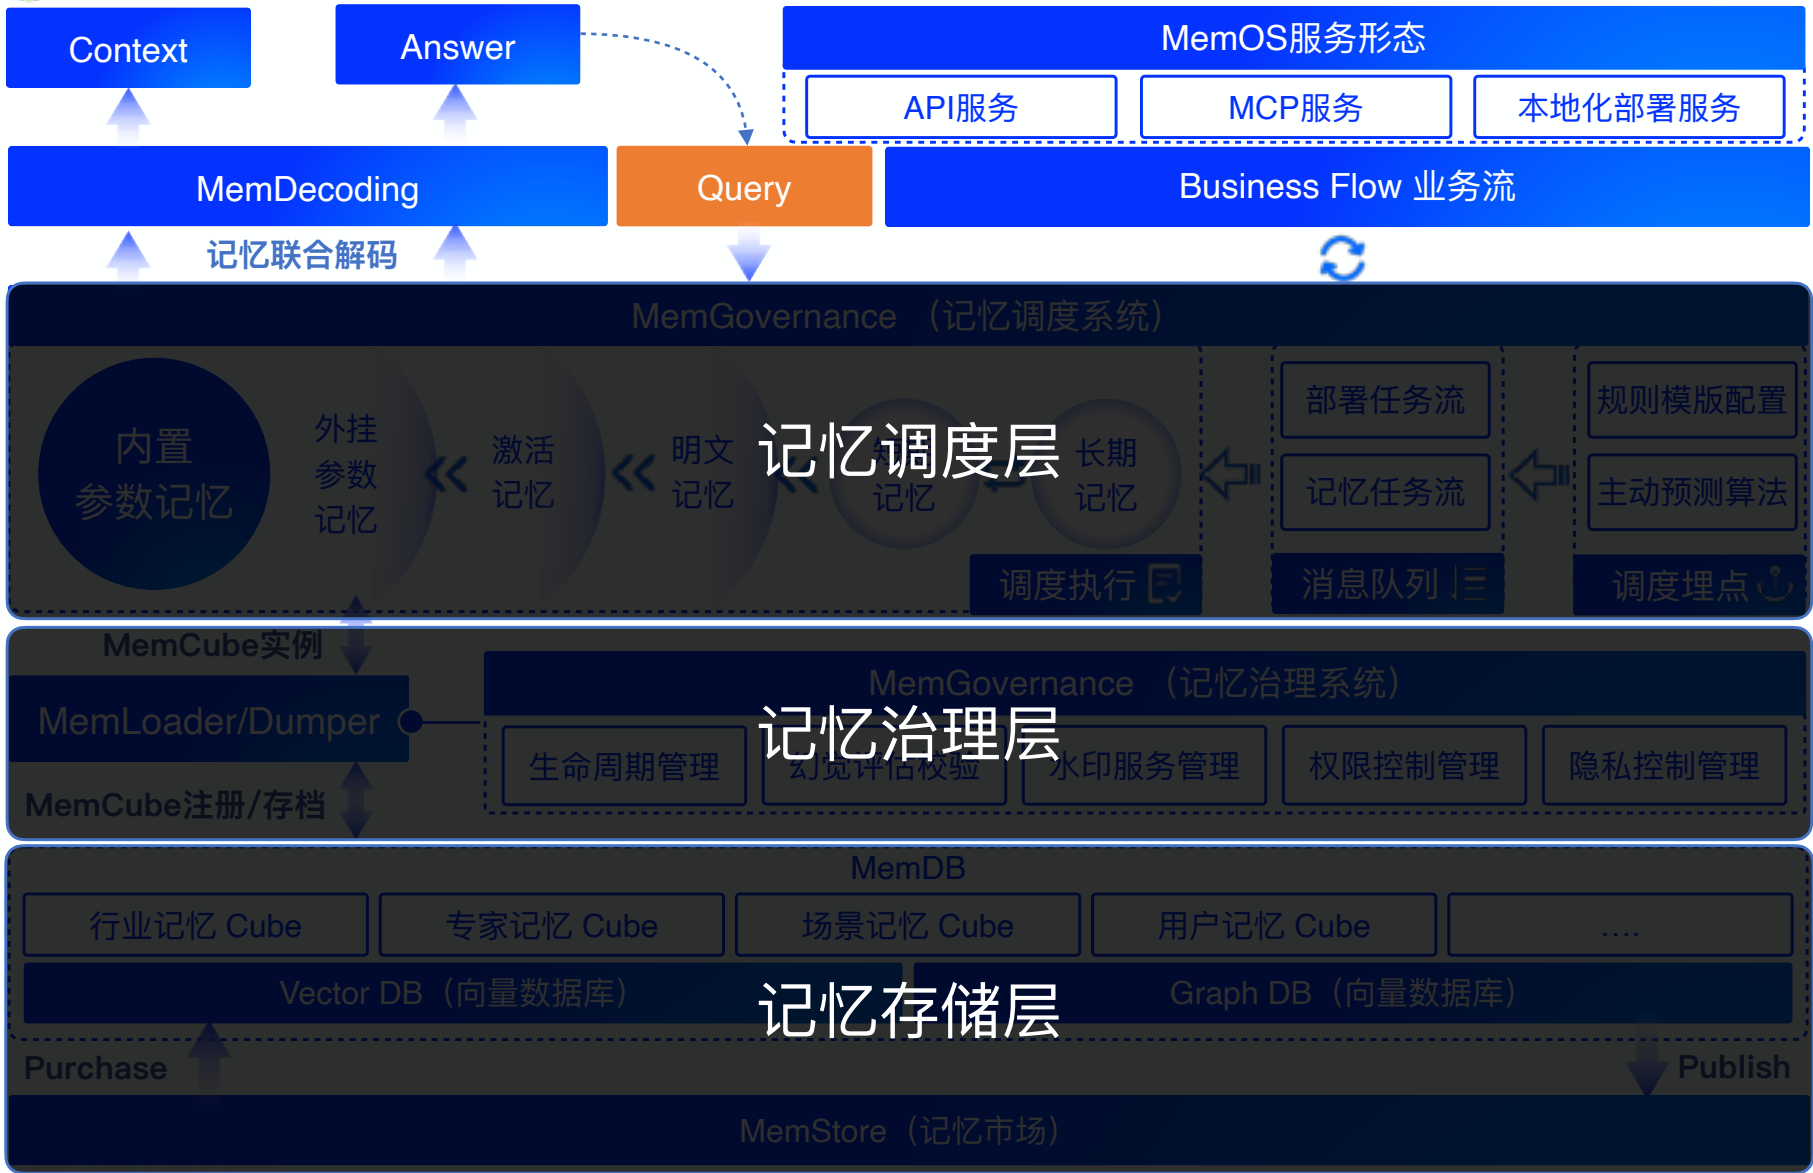 Context
Answer
MemOS服务形态
API服务
MCP服务
本地化部署服务
MemDecoding
Query
Business Flow 业务流
记忆联合解码
MemGovernance （记忆调度系统）
内置
参数记忆
外挂
参数
记忆
激活
记忆
明文
记忆
记忆
长期
记忆
记忆调度层
部署任务流
记忆任务流
规则模版配置
主动预测算法
调度执行
消息队列
调度埋点
MemCube实例
MemLoader/Dumper
MemCube注册/存档
MemGovernance （记忆治理系统）
记忆治理层
生命周期管理
幻觉评估校验
水印服务管理
权限控制管理
隐私控制管理
MemDB
行业记忆 Cube
专家记忆 Cube
场景记忆 Cube
用户记忆 Cube
....
Vector DB（向量数据库）
Graph DB（向量数据库）
记忆存储层
Purchase
Publish
MemStore（记忆市场）